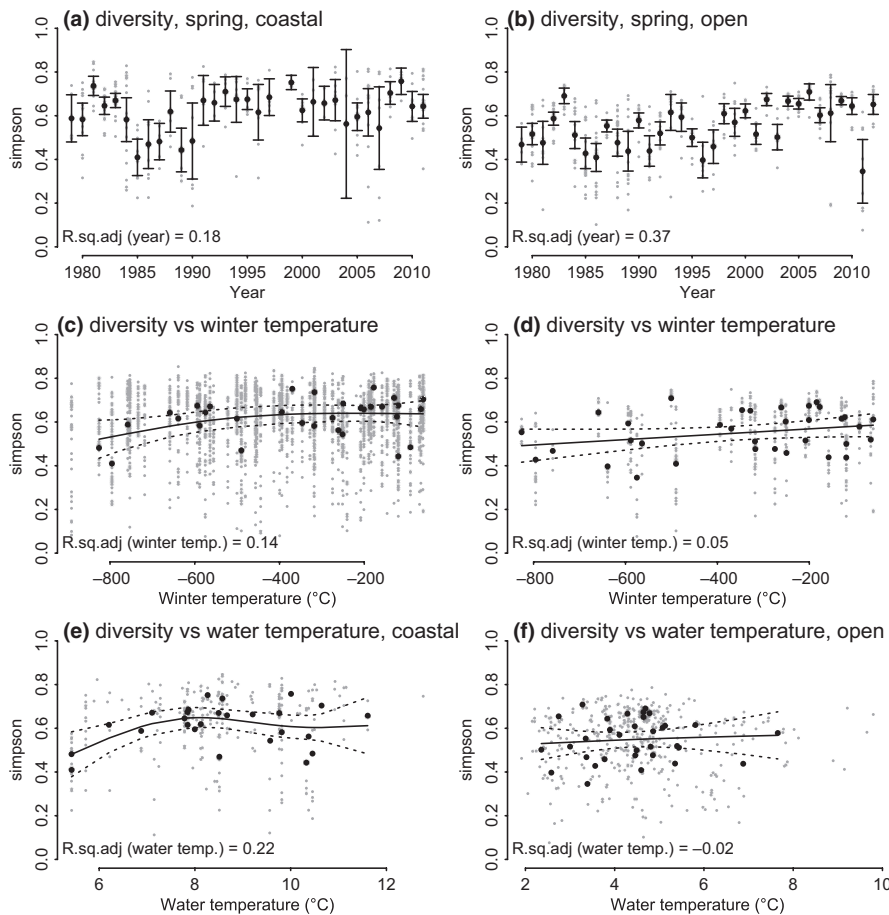 (a) diversity, spring, coastal
simpson
0.0 0.2 0.4 0.6 0.8 1.0
R.sq.adj (year) = 0.18
1980 1985 1990 1995 2000 2005 2010
Year
(b) diversity, spring, open
simpson
0.0 0.2 0.4 0.6 0.8 1.0
R.sq.adj (year) = 0.37
1980 1985 1990 1995 2000 2005 2010
Year
(c) diversity vs winter temperature
simpson
0.0 0.2 0.4 0.6 0.8 1.0
R.sq.adj (winter temp.) = 0.14
−800 −600 −400 −200
Winter temperature (°C)
(d) diversity vs winter temperature
simpson
0.0 0.2 0.4 0.6 0.8 1.0
R.sq.adj (winter temp.) = 0.05
−800 −600 −400 −200
Winter temperature (°C)
(e) diversity vs water temperature, coastal
simpson
0.0 0.2 0.4 0.6 0.8 1.0
R.sq.adj (water temp.) = 0.22
6 8 10 12
Water temperature (°C)
(f) diversity vs water temperature, open
simpson
0.0 0.2 0.4 0.6 0.8 1.0
R.sq.adj (water temp.) = −0.02
2 4 6 8 10
Water temperature (°C)